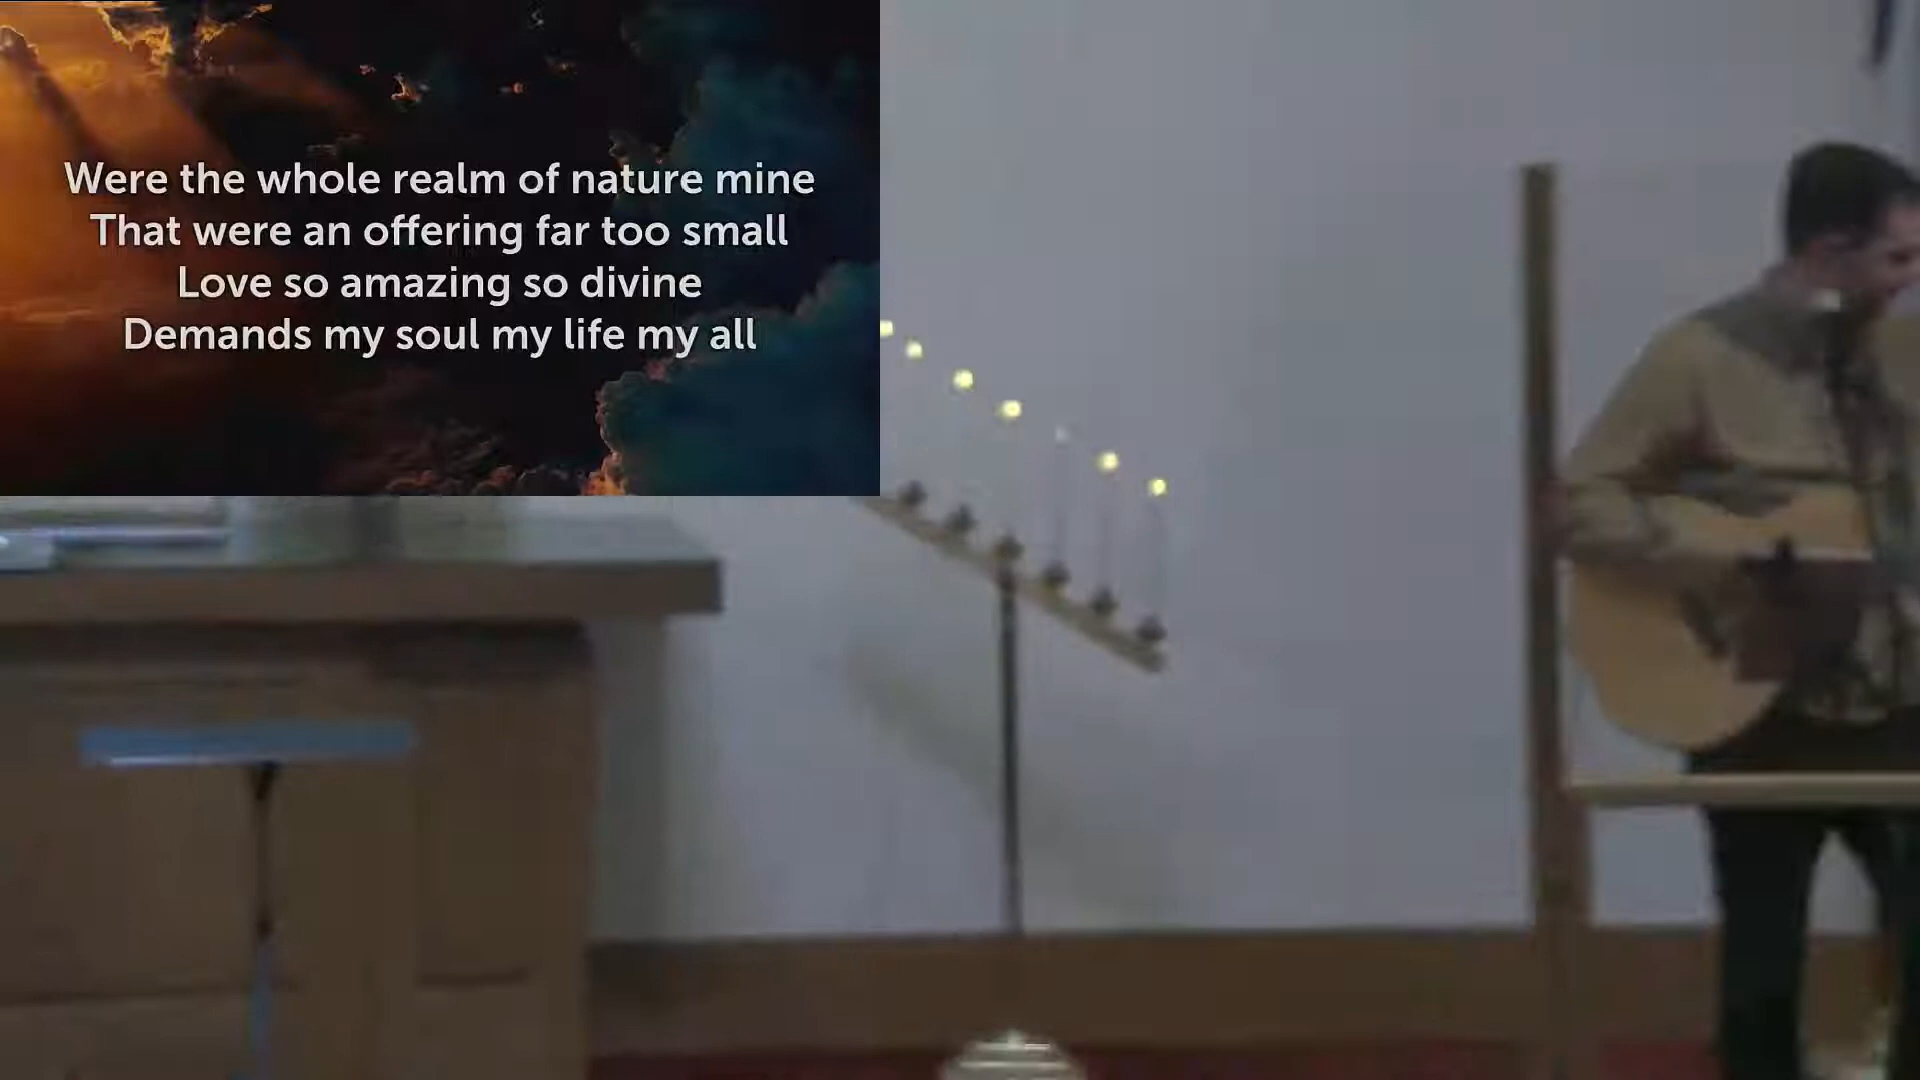 Were the whole realm of nature mine
That were an offering far too small
Love so amazing so divine
Demands my soul my life my all